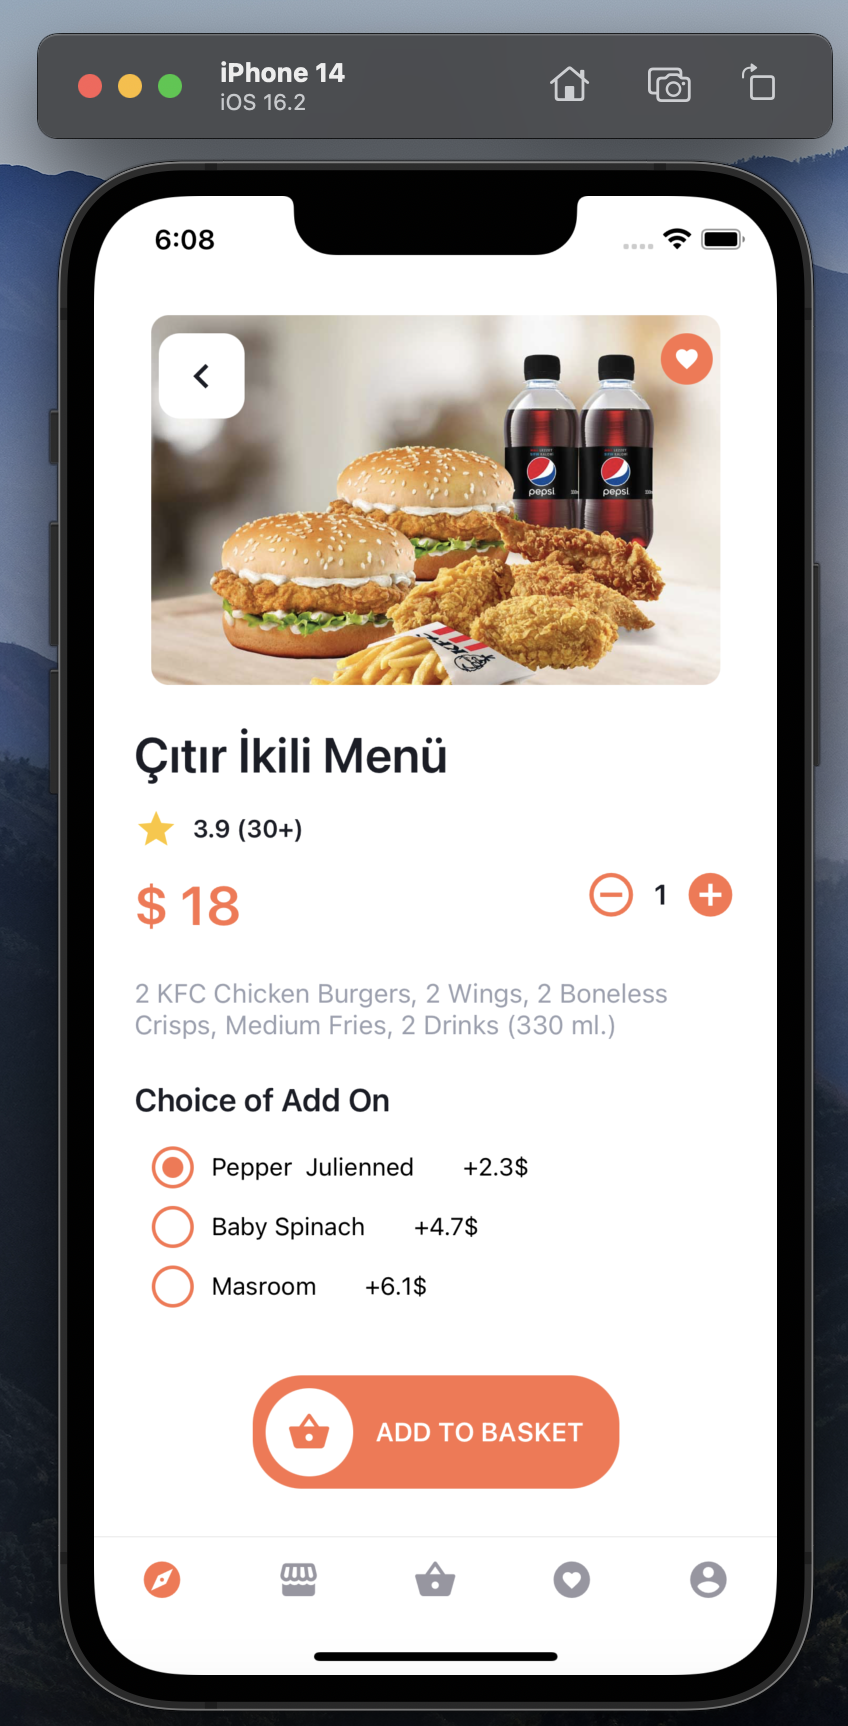 iPhone 14
iOS 16.2
6:08
pepsi pepsi
KFC
Çıtır İkili Menü
3.9 (30+)
$ 18
1
2 KFC Chicken Burgers, 2 Wings, 2 Boneless
Crisps, Medium Fries, 2 Drinks (330 ml.)
Choice of Add On
Pepper Julienned +2.3$
Baby Spinach +4.7$
Masroom +6.1$
ADD TO BASKET